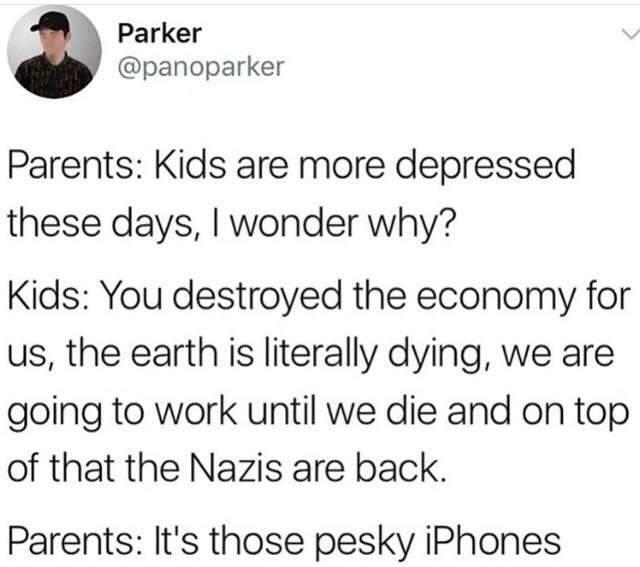 Parker
@panoparker
Parents: Kids are more depressed
these days, I wonder why?
Kids: You destroyed the economy for
us, the earth is literally dying, we are
going to work until we die and on top
of that the Nazis are back.
Parents: It's those pesky iPhones